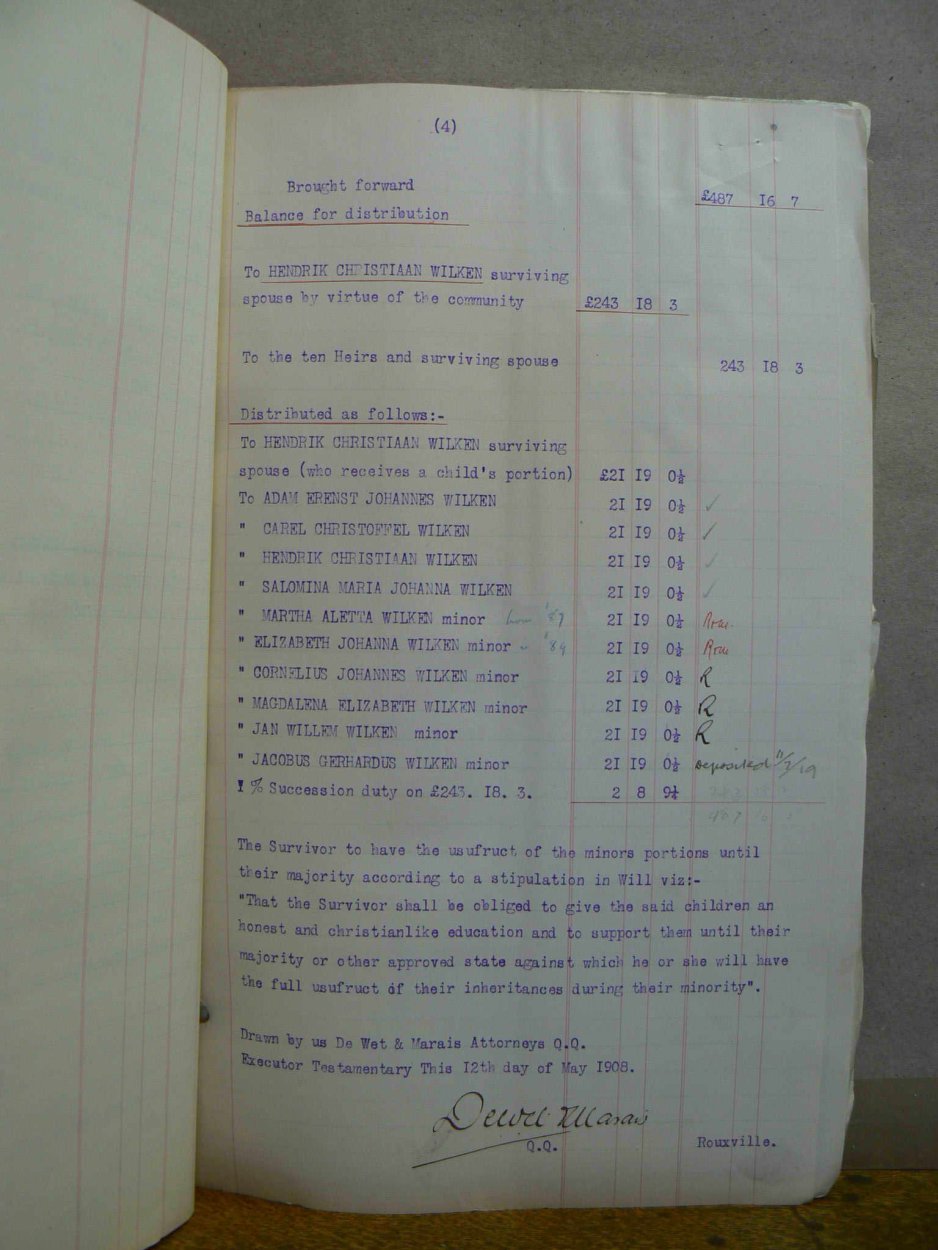 (4)
Brought forward £487 I6 7
Balance for distribution
To HENDRIK CHRISTIAAN WILKEN surviving
spouse by virtue of the community £243 I8 3
To the ten Heirs and surviving spouse 243 I8 3
Distributed as follows:-
To HENDRIK CHRISTIAAN WILKEN surviving
spouse (who receives a child's portion) £2I I9 0½
To ADAM ERENST JOHANNES WILKEN 2I I9 0½ ✓
" CAREL CHRISTOFFEL WILKEN 2I I9 0½ ✓
" HENDRIK CHRISTIAAN WILKEN 2I I9 0½ ✓
" SALOMINA MARIA JOHANNA WILKEN 2I I9 0½ ✓
" MARTHA ALETTA WILKEN minor '87 2I I9 0½
" ELIZABETH JOHANNA WILKEN minor '89 2I I9 0½
" CORNELIUS JOHANNES WILKEN minor 2I I9 0½ R
" MAGDALENA ELIZABETH WILKEN minor 2I I9 0½ R
" JAN WILLEM WILKEN minor 2I I9 0½ R
" JACOBUS GERHARDUS WILKEN minor 2I I9 0½ Deposited
I % Succession duty on £243. I8. 3. 2 8 9¼
The Survivor to have the usufruct of the minors portions until
their majority according to a stipulation in Will viz:-
"That the Survivor shall be obliged to give the said children an
honest and christianlike education and to support them until their
majority or other approved state against which he or she will have
the full usufruct of their inheritances during their minority".
Drawn by us De Wet & Marais Attorneys Q.Q.
Executor Testamentary This I2th day of May I908.
De Wet & Marais
Q.Q. Rouxville.